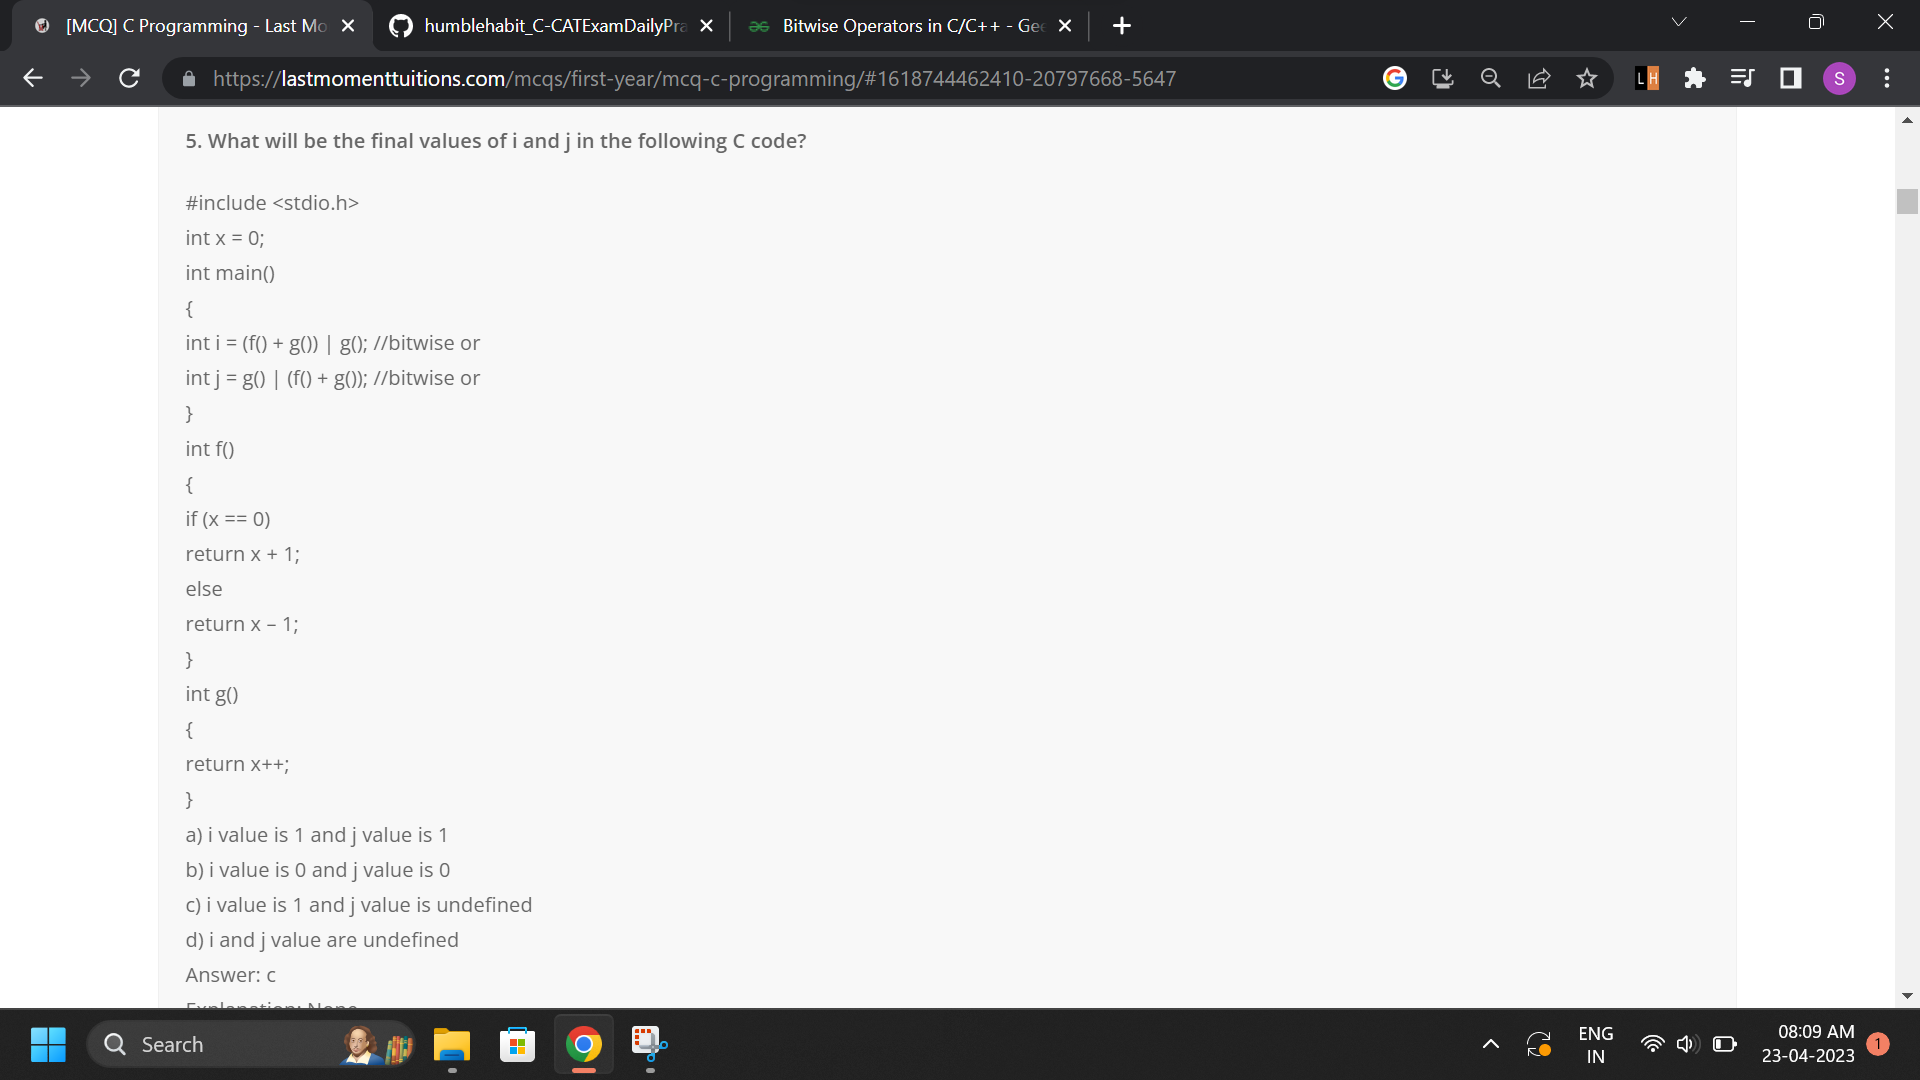 [MCQ] C Programming - Last Mo
humblehabit_C-CATExamDailyPra
Bitwise Operators in C/C++ - Gee
https://lastmomenttuitions.com/mcqs/first-year/mcq-c-programming/#1618744462410-20797668-5647
LH
S
5. What will be the final values of i and j in the following C code?
#include <stdio.h>
int x = 0;
int main()
{
int i = (f() + g()) | g(); //bitwise or
int j = g() | (f() + g()); //bitwise or
}
int f()
{
if (x == 0)
return x + 1;
else
return x – 1;
}
int g()
{
return x++;
}
a) i value is 1 and j value is 1
b) i value is 0 and j value is 0
c) i value is 1 and j value is undefined
d) i and j value are undefined
Answer: c
Explanation: None
Search
ENG
IN
08:09 AM
23-04-2023
1